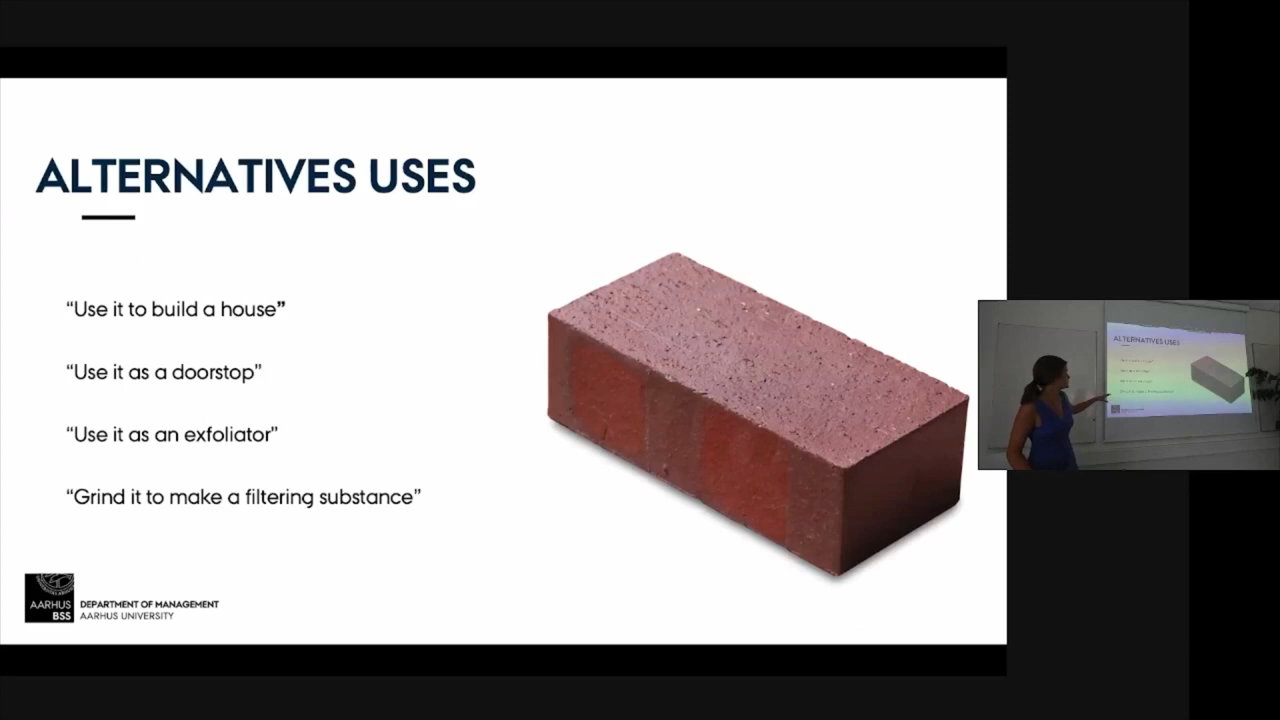 ALTERNATIVES USES
“Use it to build a house”
“Use it as a doorstop”
“Use it as an exfoliator”
“Grind it to make a filtering substance”
AARHUS
BSS
DEPARTMENT OF MANAGEMENT
AARHUS UNIVERSITY
ALTERNATIVES USES